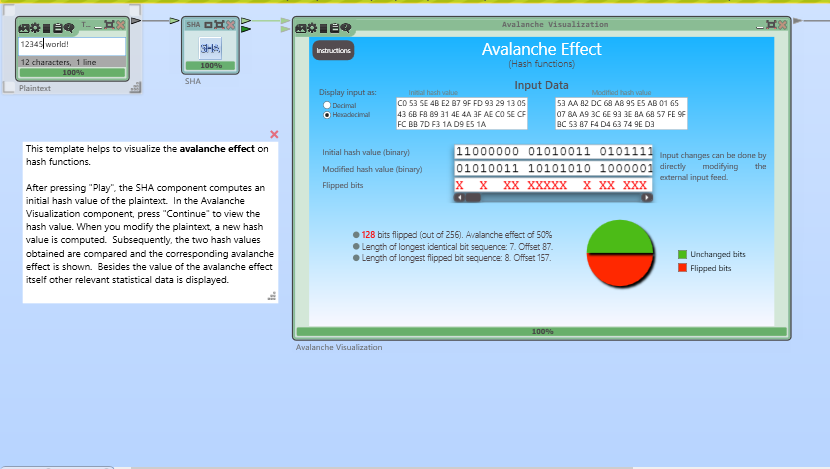 T...
12345 world!
12 characters, 1 line
100%
Plaintext
SHA
SHA
100%
SHA
Avalanche Visualization
Instructions
Avalanche Effect
(Hash functions)
Input Data
Display input as:
Decimal
Hexadecimal
Initial hash value
C0 53 5E 4B E2 B7 9F FD 93 29 13 05
43 6B F8 89 31 4E 4A 3F AE C0 5E CF
FC BB 7D F3 1A D9 E5 1A
Modified hash value
53 AA 82 DC 68 A8 95 E5 AB 01 65
07 8A A9 3C 6E 93 3E 8A 68 57 FE 9F
BC 53 87 F4 D4 63 74 9E D3
Initial hash value (binary)
11000000 01010011 0101111
Modified hash value (binary)
01010011 10101010 1000001
Flipped bits
X X XX XXXXX X XX XXX
Input changes can be done by
directly modifying the
external input feed.
128 bits flipped (out of 256). Avalanche effect of 50%
Length of longest identical bit sequence: 7. Offset 87.
Length of longest flipped bit sequence: 8. Offset 157.
Unchanged bits
Flipped bits
100%
Avalanche Visualization
This template helps to visualize the avalanche effect on
hash functions.
After pressing "Play", the SHA component computes an
initial hash value of the plaintext. In the Avalanche
Visualization component, press "Continue" to view the
hash value. When you modify the plaintext, a new hash
value is computed. Subsequently, the two hash values
obtained are compared and the corresponding avalanche
effect is shown. Besides the value of the avalanche effect
itself other relevant statistical data is displayed.